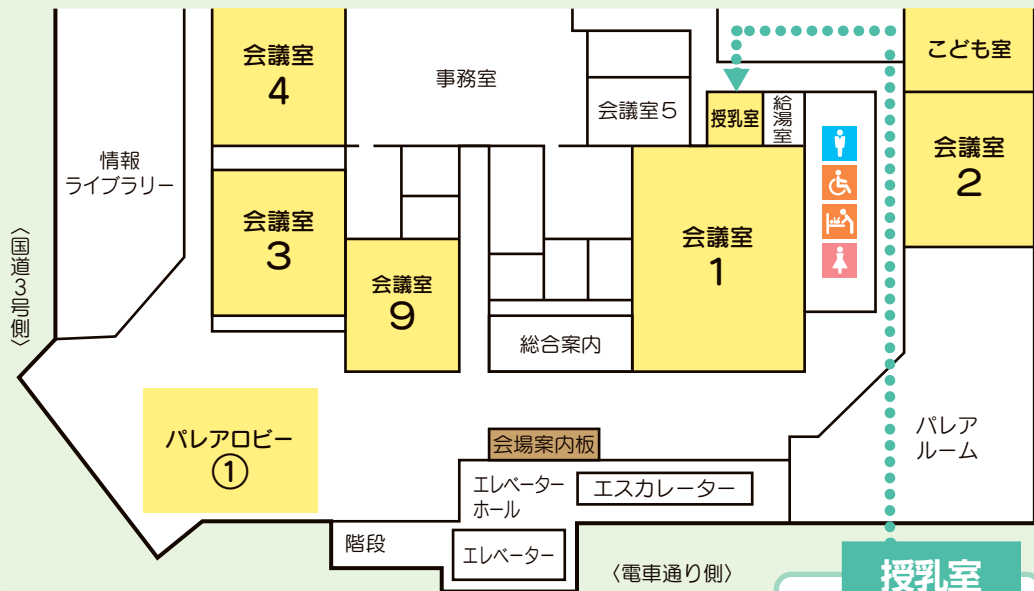 会議室
4
事務室
会議室5
授乳室
給湯室
こども室
情報
ライブラリー
会議室
2
〈国道3号側〉
会議室
3
会議室
9
会議室
1
総合案内
パレアロビー
①
会場案内板
パレア
ルーム
エレベーター
ホール
エスカレーター
階段
エレベーター
〈電車通り側〉
授乳室